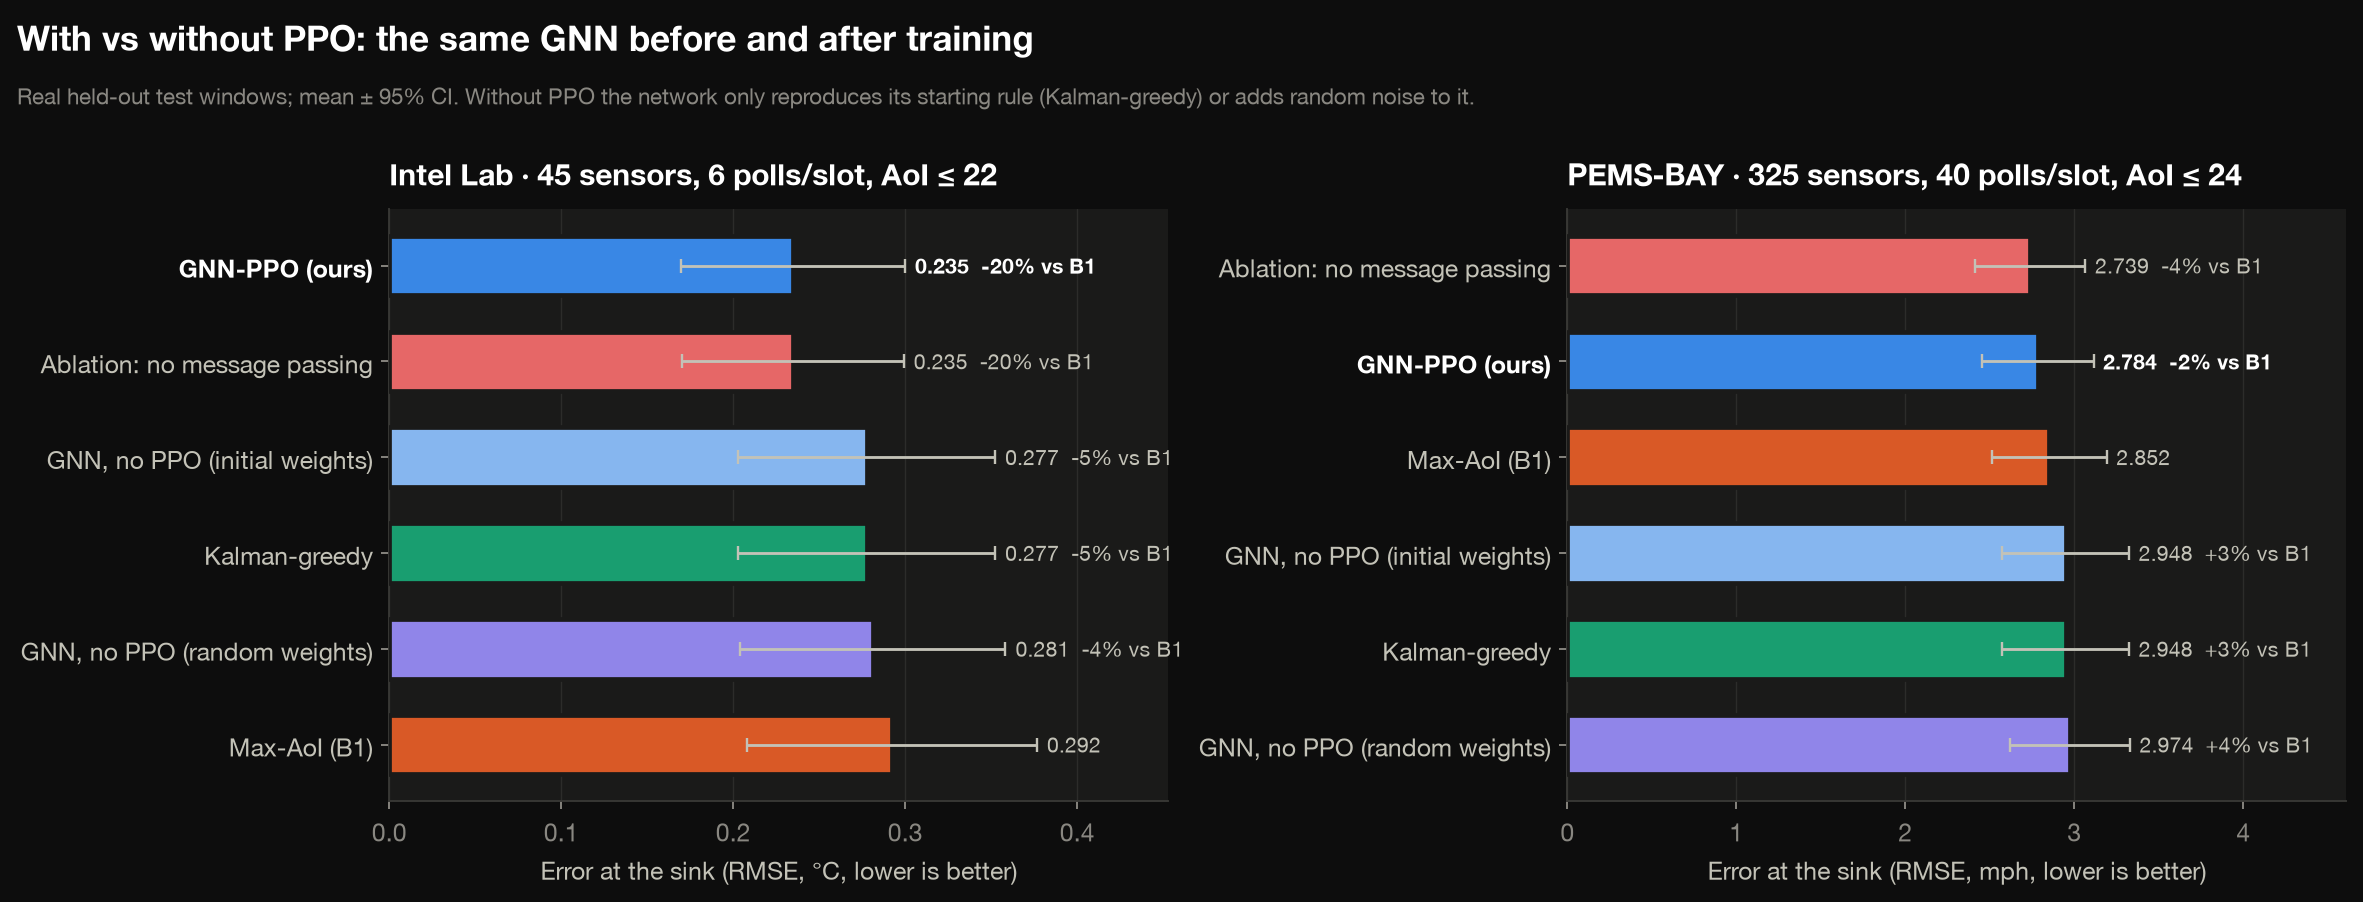 With vs without PPO: the same GNN before and after training
Real held-out test windows; mean ± 95% CI. Without PPO the network only reproduces its starting rule (Kalman-greedy) or adds random noise to it.
Intel Lab · 45 sensors, 6 polls/slot, AoI ≤ 22
GNN-PPO (ours)
0.235 -20% vs B1
Ablation: no message passing
0.235 -20% vs B1
GNN, no PPO (initial weights)
0.277 -5% vs B1
Kalman-greedy
0.277 -5% vs B1
GNN, no PPO (random weights)
0.281 -4% vs B1
Max-AoI (B1)
0.292
0.0 0.1 0.2 0.3 0.4
Error at the sink (RMSE, °C, lower is better)
PEMS-BAY · 325 sensors, 40 polls/slot, AoI ≤ 24
Ablation: no message passing
2.739 -4% vs B1
GNN-PPO (ours)
2.784 -2% vs B1
Max-AoI (B1)
2.852
GNN, no PPO (initial weights)
2.948 +3% vs B1
Kalman-greedy
2.948 +3% vs B1
GNN, no PPO (random weights)
2.974 +4% vs B1
0 1 2 3 4
Error at the sink (RMSE, mph, lower is better)